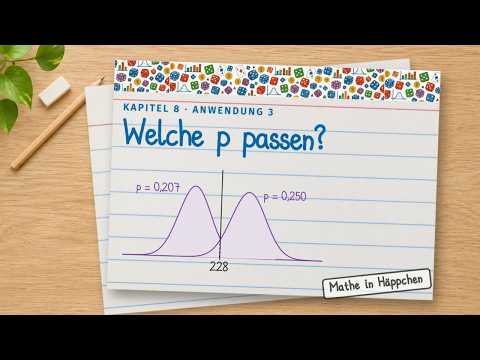 KAPITEL 8 · ANWENDUNG 3
Welche p passen?
p = 0,207
p = 0,250
228
Mathe in Häppchen